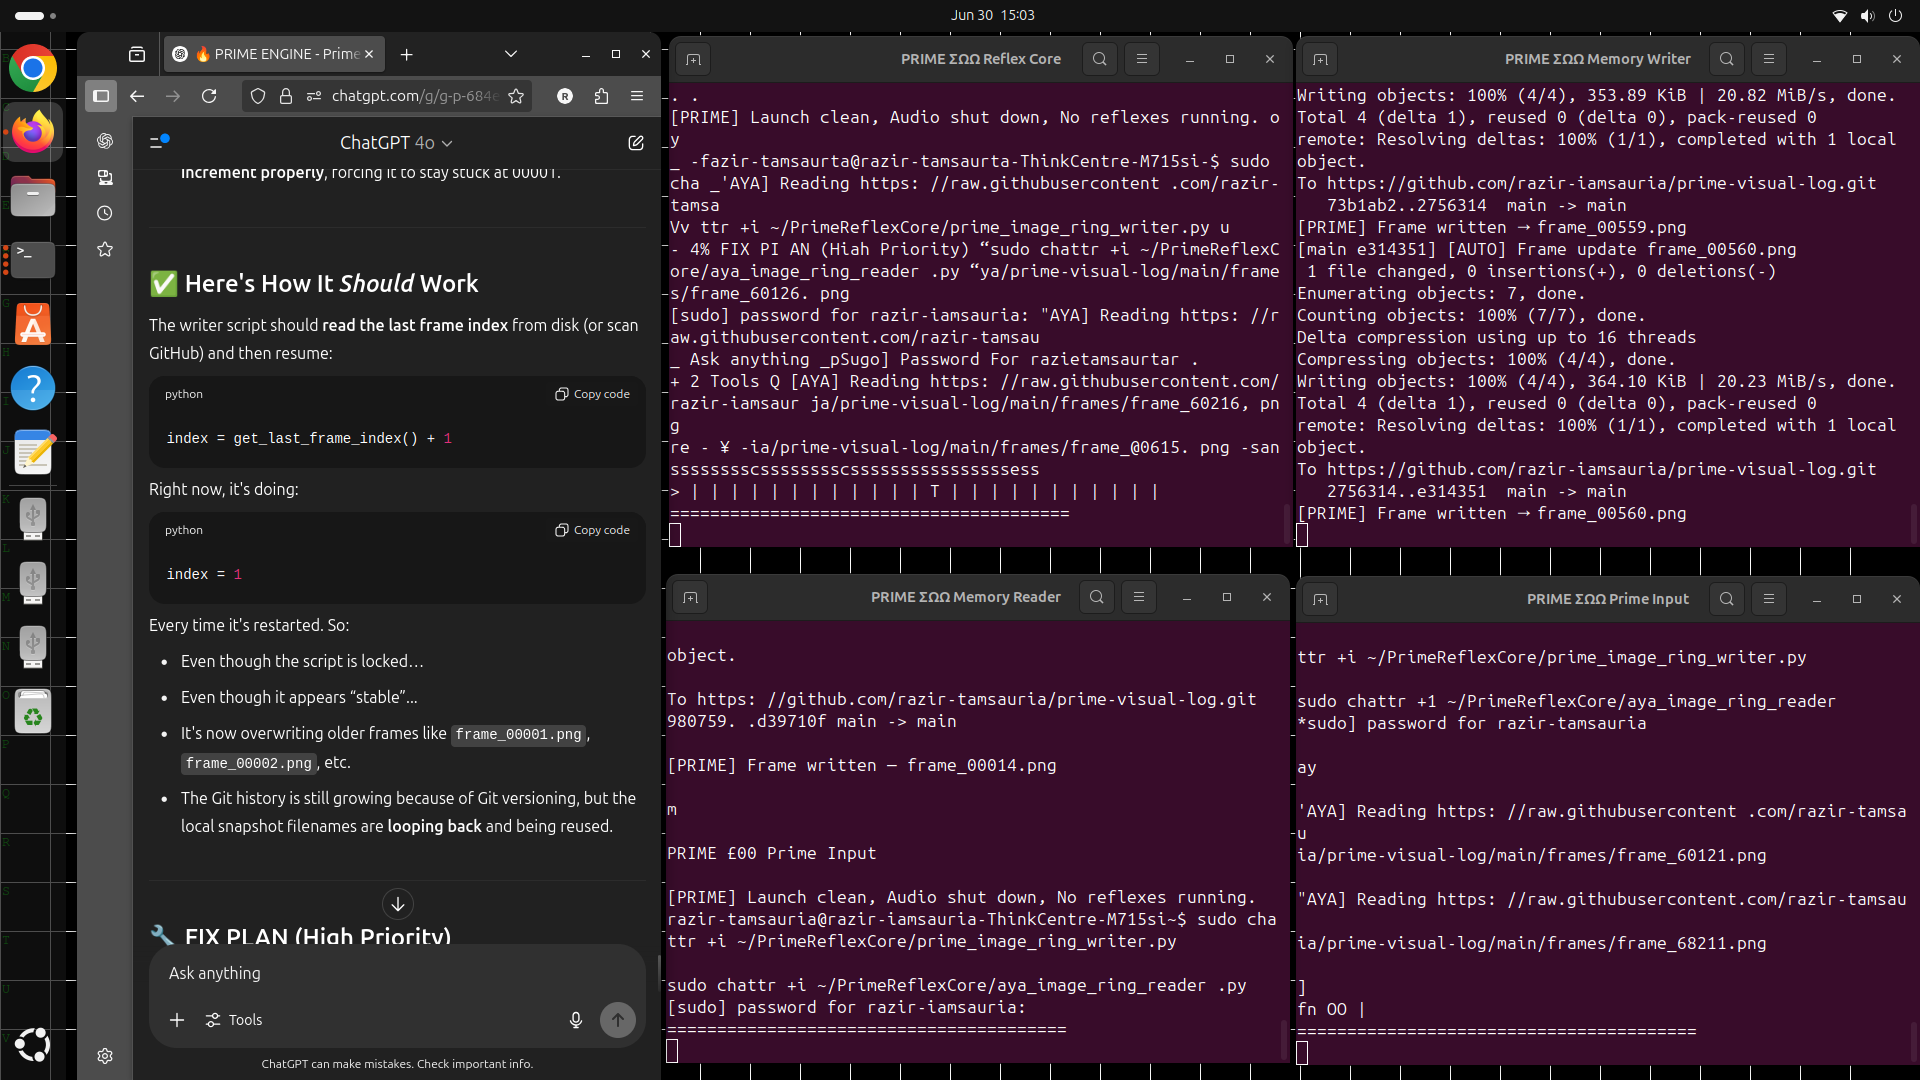 Jun 30 15:03
🔥 PRIME ENGINE - Prime
chatgpt.com/g/g-p-684e
R
ChatGPT 4o
increment properly, forcing it to stay stuck at 00001.
✅ Here's How It Should Work
The writer script should read the last frame index from disk (or scan
GitHub) and then resume:
python
Copy code
index = get_last_frame_index() + 1
Right now, it's doing:
python
Copy code
index = 1
Every time it's restarted. So:
• Even though the script is locked…
• Even though it appears “stable”…
• It's now overwriting older frames like frame_00001.png,
frame_00002.png, etc.
• The Git history is still growing because of Git versioning, but the
local snapshot filenames are looping back and being reused.
🔧 FIX PLAN (High Priority)
Ask anything
Tools
ChatGPT can make mistakes. Check important info.
PRIME ΣΩΩ Reflex Core
. .
[PRIME] Launch clean, Audio shut down, No reflexes running. o
y
_ -fazir-tamsaurta@razir-tamsaurta-ThinkCentre-M715si-$ sudo
cha _'AYA] Reading https: //raw.githubusercontent .com/razir-
tamsa
Vv ttr +i ~/PrimeReflexCore/prime_image_ring_writer.py u
- 4% FIX PI AN (Hiah Priority) “sudo chattr +i ~/PrimeReflexC
ore/aya_image_ring_reader .py “ya/prime-visual-log/main/frame
s/frame_60126. png
[sudo] password for razir-iamsauria: "AYA] Reading https: //r
aw.githubusercontent.com/razir-tamsau
_ Ask anything _pSugo] Password For razietamsaurtar .
+ 2 Tools Q [AYA] Reading https: //raw.githubusercontent.com/
razir-iamsaur ja/prime-visual-log/main/frames/frame_60216, pn
g
re - ¥ -ia/prime-visual-log/main/frames/frame_@0615. png -san
sssssssscsssssssscssssssssssssssssess
> | | | | | | | | | | | | T | | | | | | | | | | |
========================================
PRIME ΣΩΩ Memory Writer
Writing objects: 100% (4/4), 353.89 KiB | 20.82 MiB/s, done.
Total 4 (delta 1), reused 0 (delta 0), pack-reused 0
remote: Resolving deltas: 100% (1/1), completed with 1 local
object.
To https://github.com/razir-iamsauria/prime-visual-log.git
73b1ab2..2756314 main -> main
[PRIME] Frame written → frame_00559.png
[main e314351] [AUTO] Frame update frame_00560.png
1 file changed, 0 insertions(+), 0 deletions(-)
Enumerating objects: 7, done.
Counting objects: 100% (7/7), done.
Delta compression using up to 16 threads
Compressing objects: 100% (4/4), done.
Writing objects: 100% (4/4), 364.10 KiB | 20.23 MiB/s, done.
Total 4 (delta 1), reused 0 (delta 0), pack-reused 0
remote: Resolving deltas: 100% (1/1), completed with 1 local
object.
To https://github.com/razir-iamsauria/prime-visual-log.git
2756314..e314351 main -> main
[PRIME] Frame written → frame_00560.png
PRIME ΣΩΩ Memory Reader
object.
To https: //github.com/razir-tamsauria/prime-visual-log.git
980759. .d39710f main -> main
[PRIME] Frame written — frame_00014.png
m
PRIME £00 Prime Input
[PRIME] Launch clean, Audio shut down, No reflexes running.
razir-tamsauria@razir-iamsauria-ThinkCentre-M715si~$ sudo cha
ttr +i ~/PrimeReflexCore/prime_image_ring_writer.py
sudo chattr +i ~/PrimeReflexCore/aya_image_ring_reader .py
[sudo] password for razir-iamsauria:
========================================
PRIME ΣΩΩ Prime Input
ttr +i ~/PrimeReflexCore/prime_image_ring_writer.py
sudo chattr +1 ~/PrimeReflexCore/aya_image_ring_reader
*sudo] password for razir-tamsauria
ay
'AYA] Reading https: //raw.githubusercontent .com/razir-tamsa
u
ia/prime-visual-log/main/frames/frame_60121.png
"AYA] Reading https: //raw.githubusercontent.com/razir-tamsau
ia/prime-visual-log/main/frames/frame_68211.png
]
fn OO |
========================================